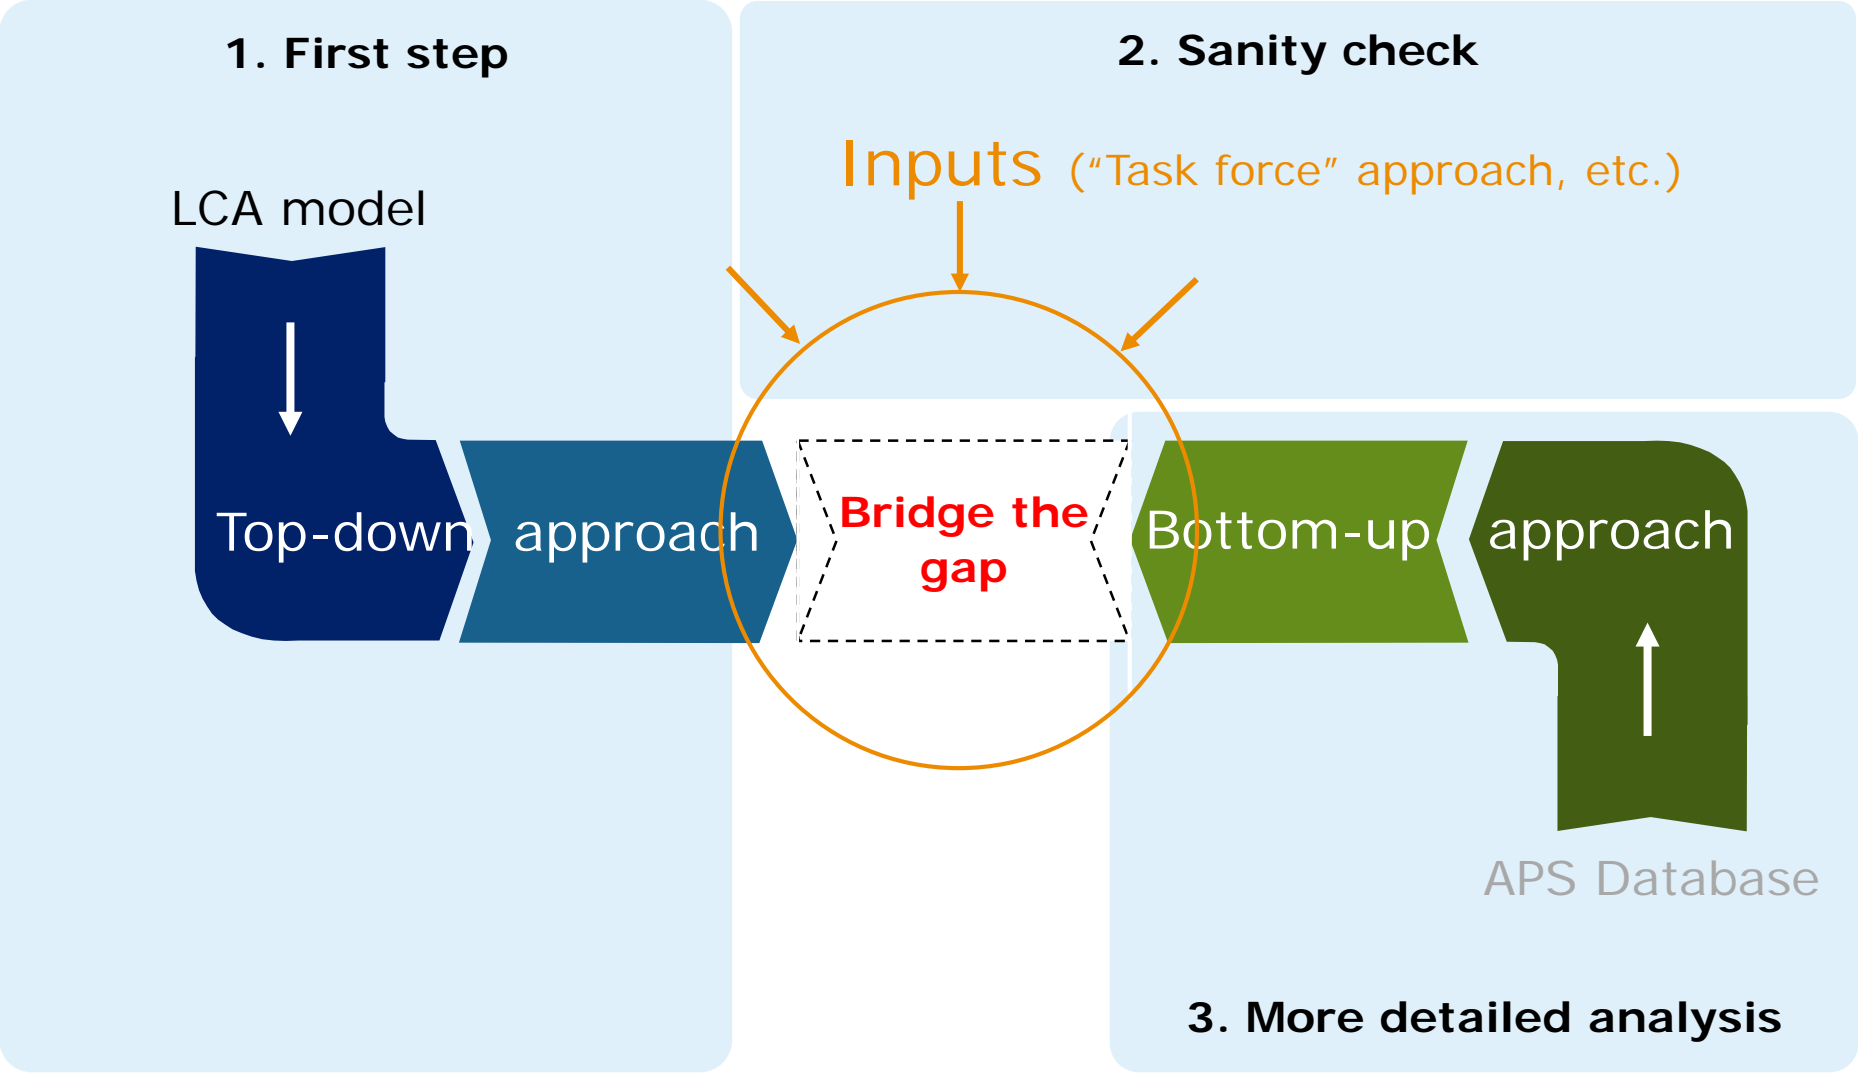 1. First step
2. Sanity check
Inputs (“Task force” approach, etc.)
LCA model
Top-down approach
Bridge the
gap
Bottom-up approach
APS Database
3. More detailed analysis